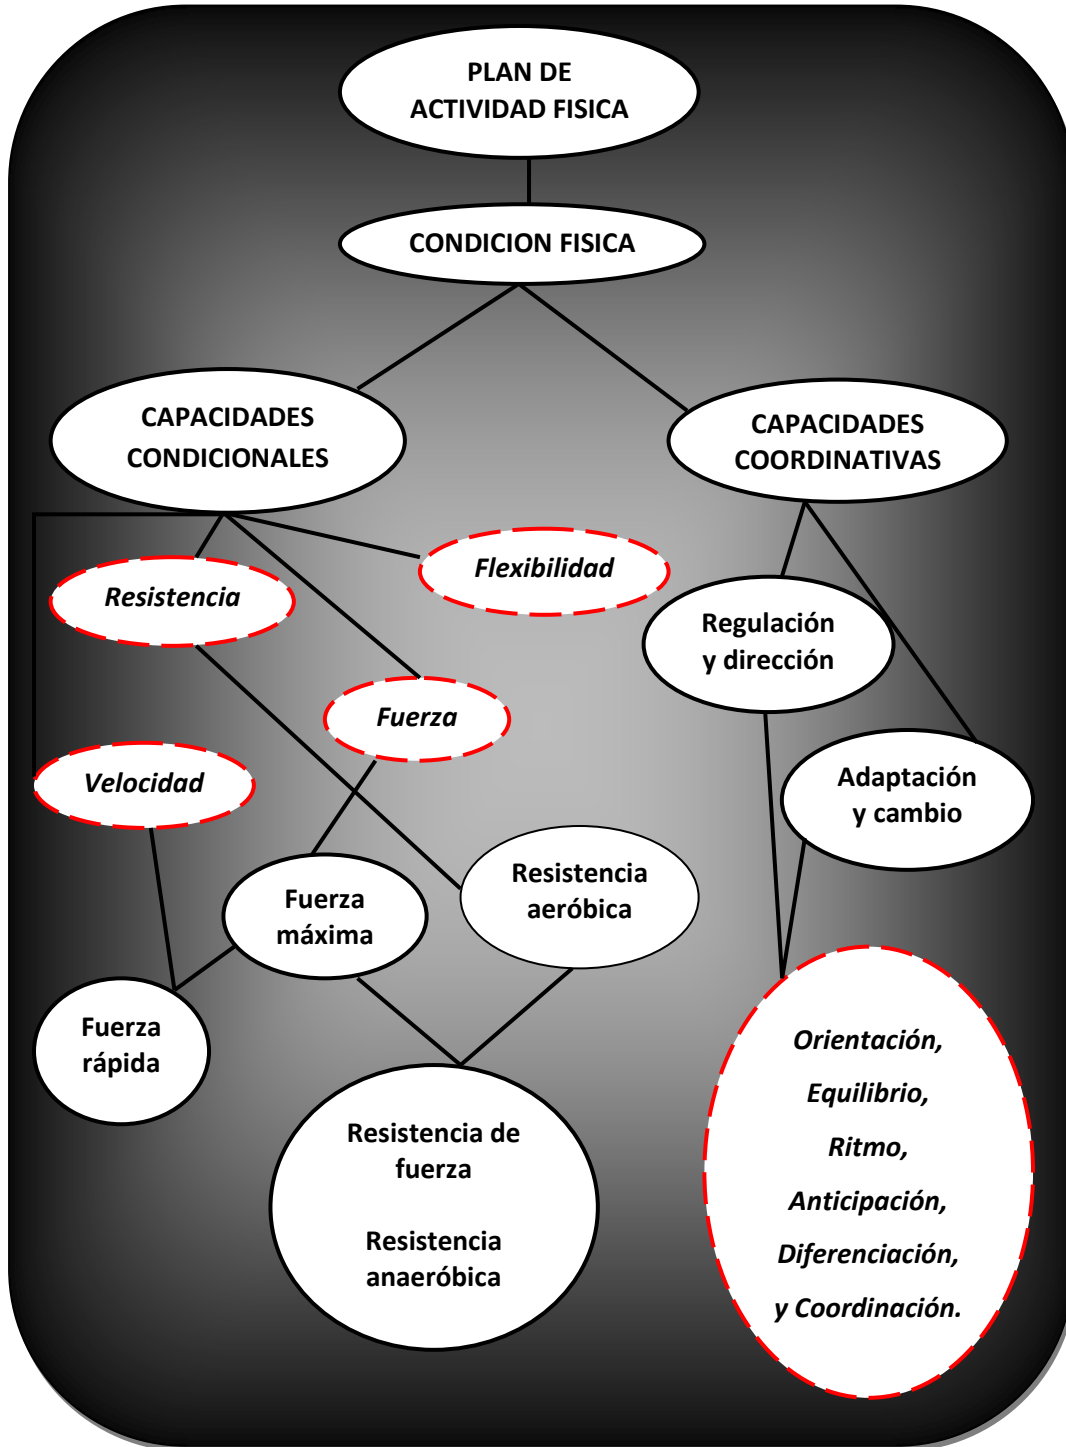 PLAN DE
ACTIVIDAD FISICA
CONDICION FISICA
CAPACIDADES
CONDICIONALES
CAPACIDADES
COORDINATIVAS
Resistencia
Flexibilidad
Regulación
y dirección
Fuerza
Velocidad
Adaptación
y cambio
Fuerza
máxima
Resistencia
aeróbica
Fuerza
rápida
Resistencia de
fuerza
Resistencia
anaeróbica
Orientación,
Equilibrio,
Ritmo,
Anticipación,
Diferenciación,
y Coordinación.